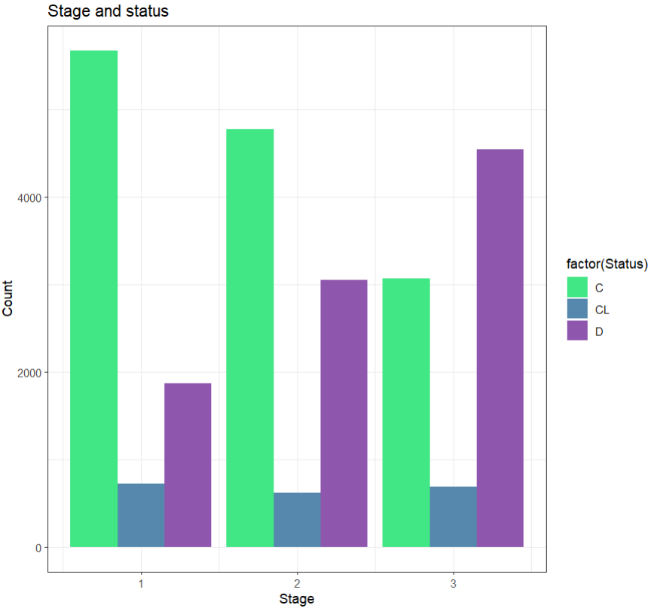 Stage and status
Count
4000
2000
0
1
2
3
Stage
factor(Status)
C
CL
D